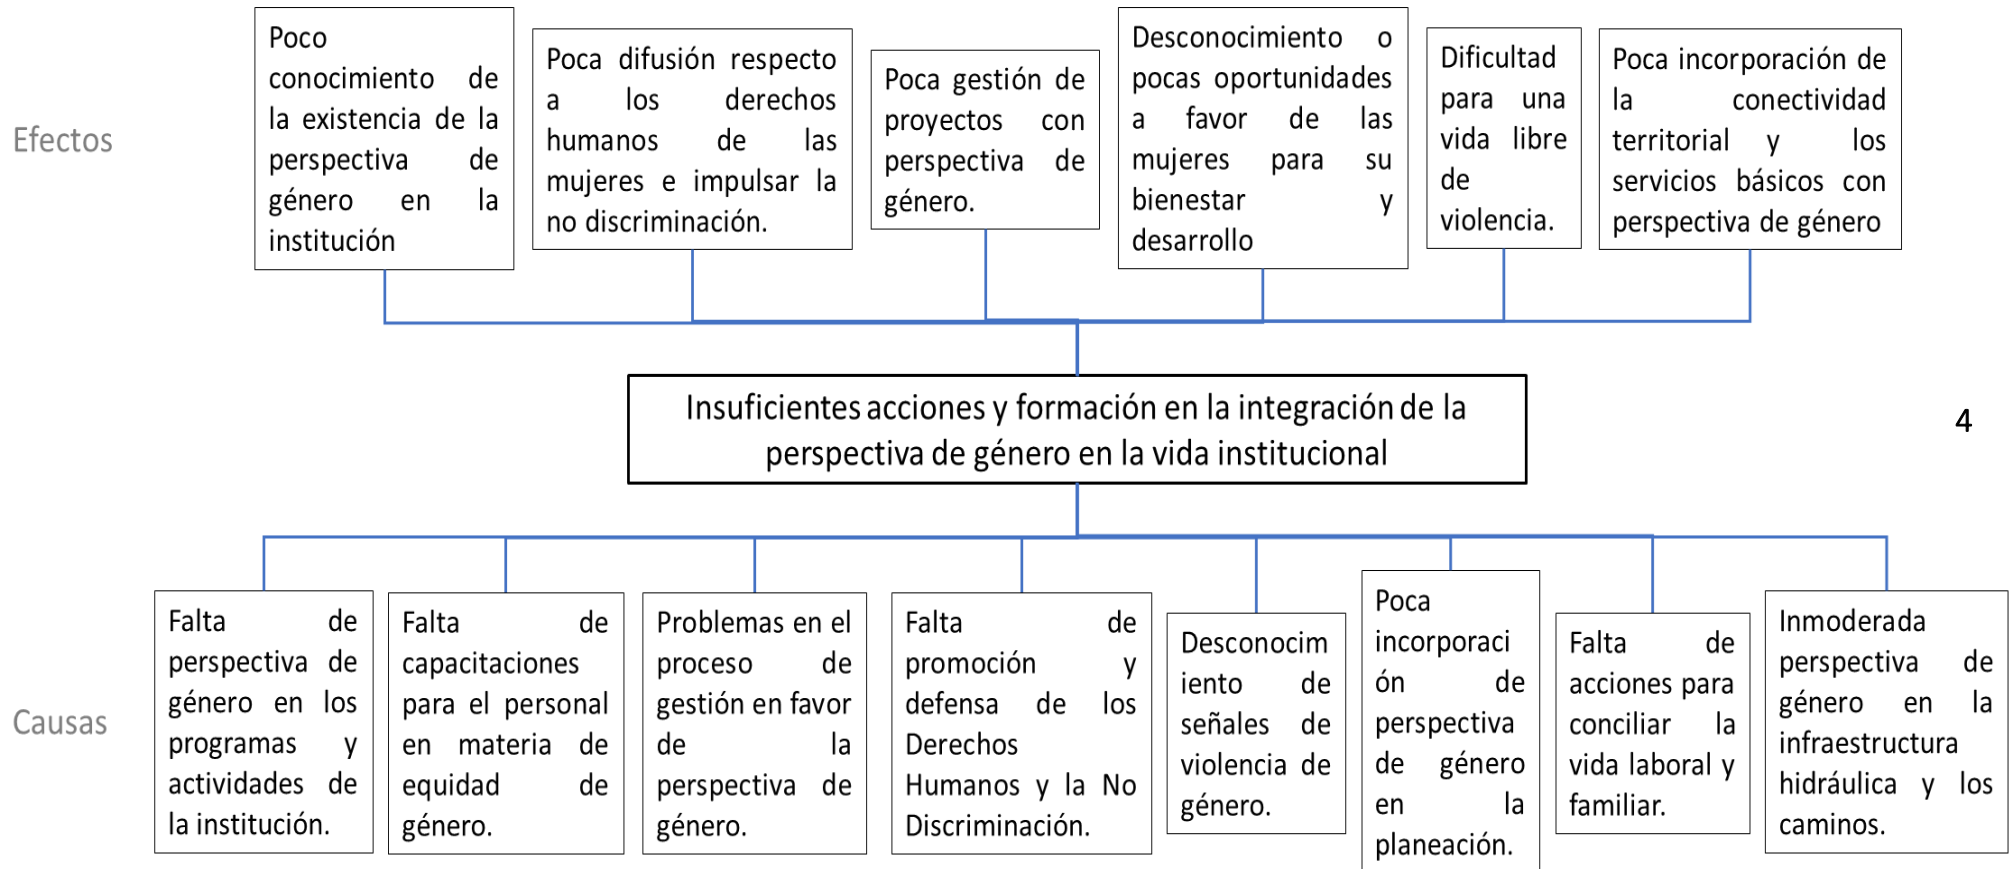 Efectos
Poco
conocimiento de
la existencia de la
perspectiva de
género en la
institución
Poca difusión respecto
a los derechos
humanos de las
mujeres e impulsar la
no discriminación.
Poca gestión de
proyectos con
perspectiva de
género.
Desconocimiento o
pocas oportunidades
a favor de las
mujeres para su
bienestar y
desarrollo
Dificultad
para una
vida libre
de
violencia.
Poca incorporación de
la conectividad
territorial y los
servicios básicos con
perspectiva de género
Insuficientes acciones y formación en la integración de la
perspectiva de género en la vida institucional
4
Causas
Falta de
perspectiva de
género en los
programas y
actividades de
la institución.
Falta de
capacitaciones
para el personal
en materia de
equidad de
género.
Problemas en el
proceso de
gestión en favor
de la
perspectiva de
género.
Falta de
promoción y
defensa de los
Derechos
Humanos y la No
Discriminación.
Desconocim
iento de
señales de
violencia de
género.
Poca
incorporaci
ón de
perspectiva
de género
en la
planeación.
Falta de
acciones para
conciliar la
vida laboral y
familiar.
Inmoderada
perspectiva de
género en la
infraestructura
hidráulica y los
caminos.